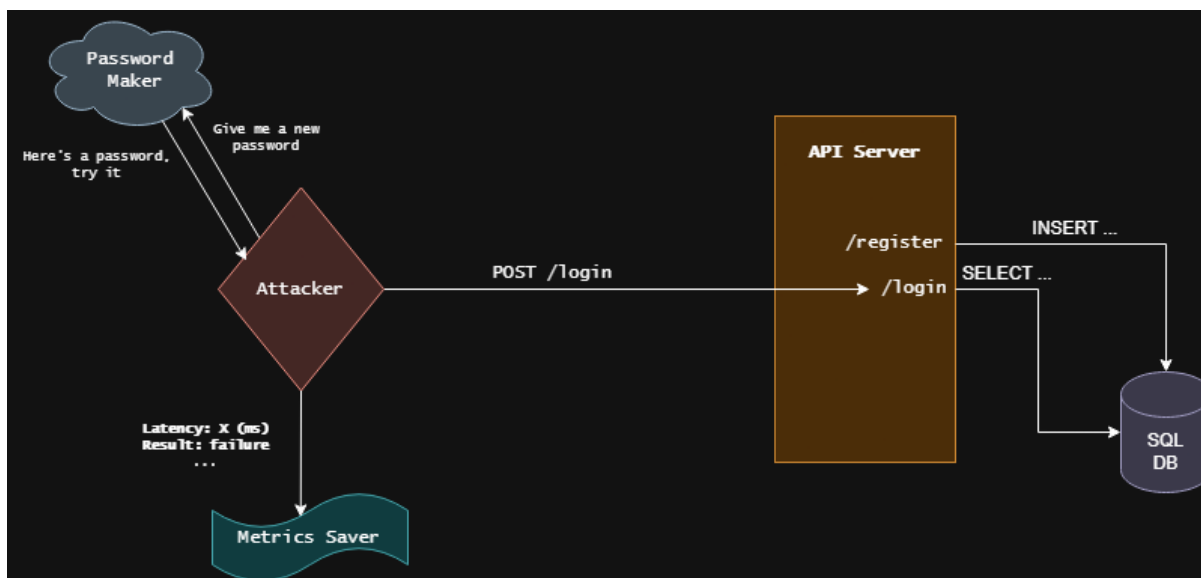 Password
Maker
Give me a new
password
Here's a password,
try it
API Server
/register
INSERT ...
Attacker
POST /login
/login
SELECT ...
Latency: X (ms)
Result: failure
...
SQL
DB
Metrics Saver